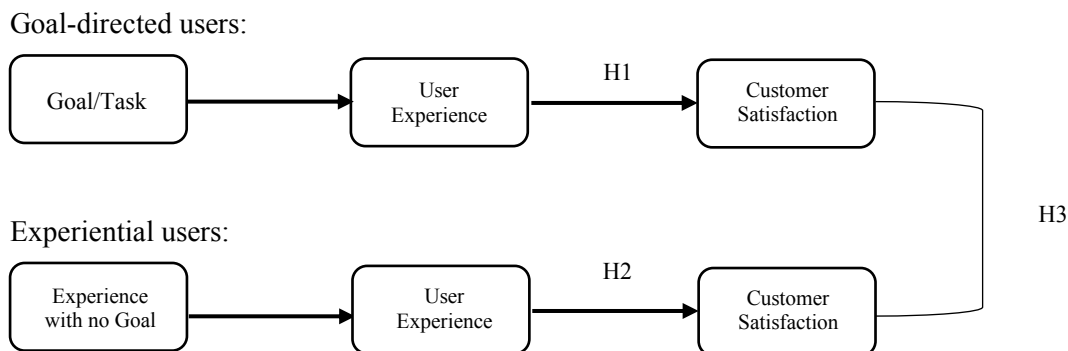 Goal-directed users:
Goal/Task
User
Experience
H1
Customer
Satisfaction
H3
Experiential users:
Experience
with no Goal
User
Experience
H2
Customer
Satisfaction